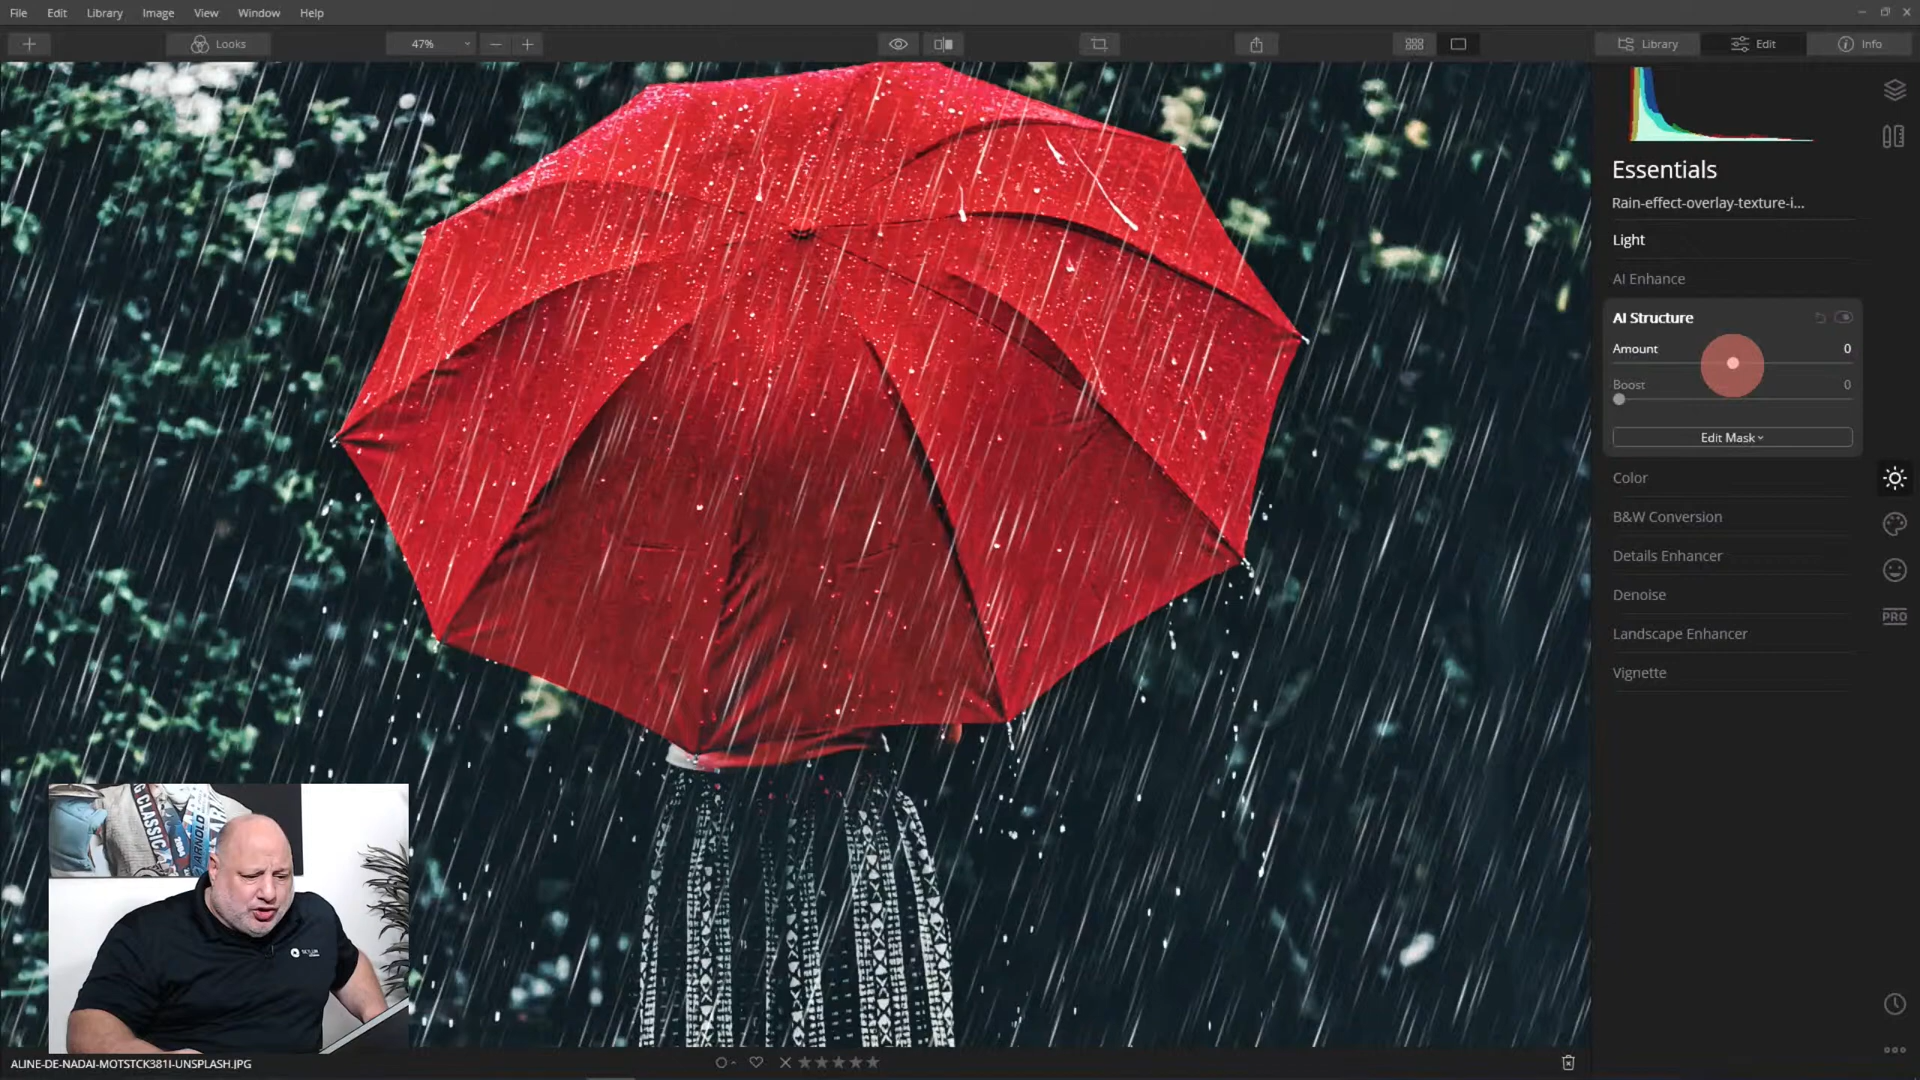 File Edit Library Image View Window Help
Looks 47% Library Edit Info
Essentials
Rain-effect-overlay-texture-i...
Light
AI Enhance
AI Structure
Amount 0
Boost 0
Edit Mask
Color
B&W Conversion
Details Enhancer
Denoise
PRO
Landscape Enhancer
Vignette
G CLASSIC
ARNOLD
ALINE-DE-NADAI-MOTSTCK381I-UNSPLASH.JPG